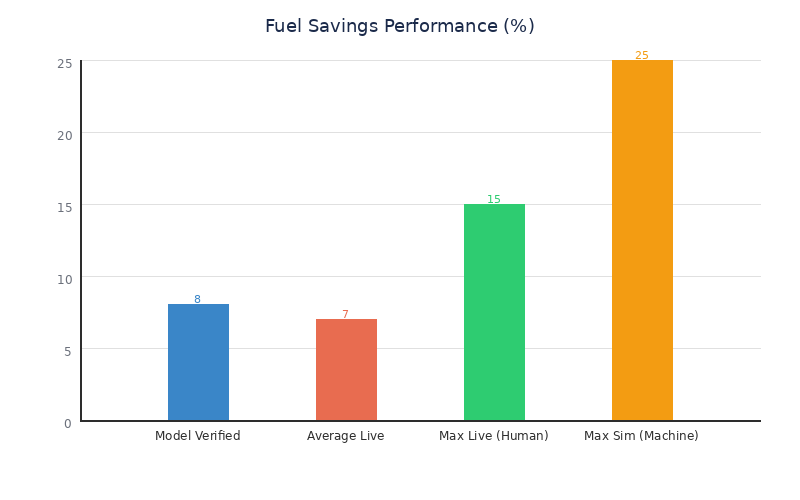 Fuel Savings Performance (%)
25
20
15
10
5
0
8
7
15
25
Model Verified
Average Live
Max Live (Human)
Max Sim (Machine)